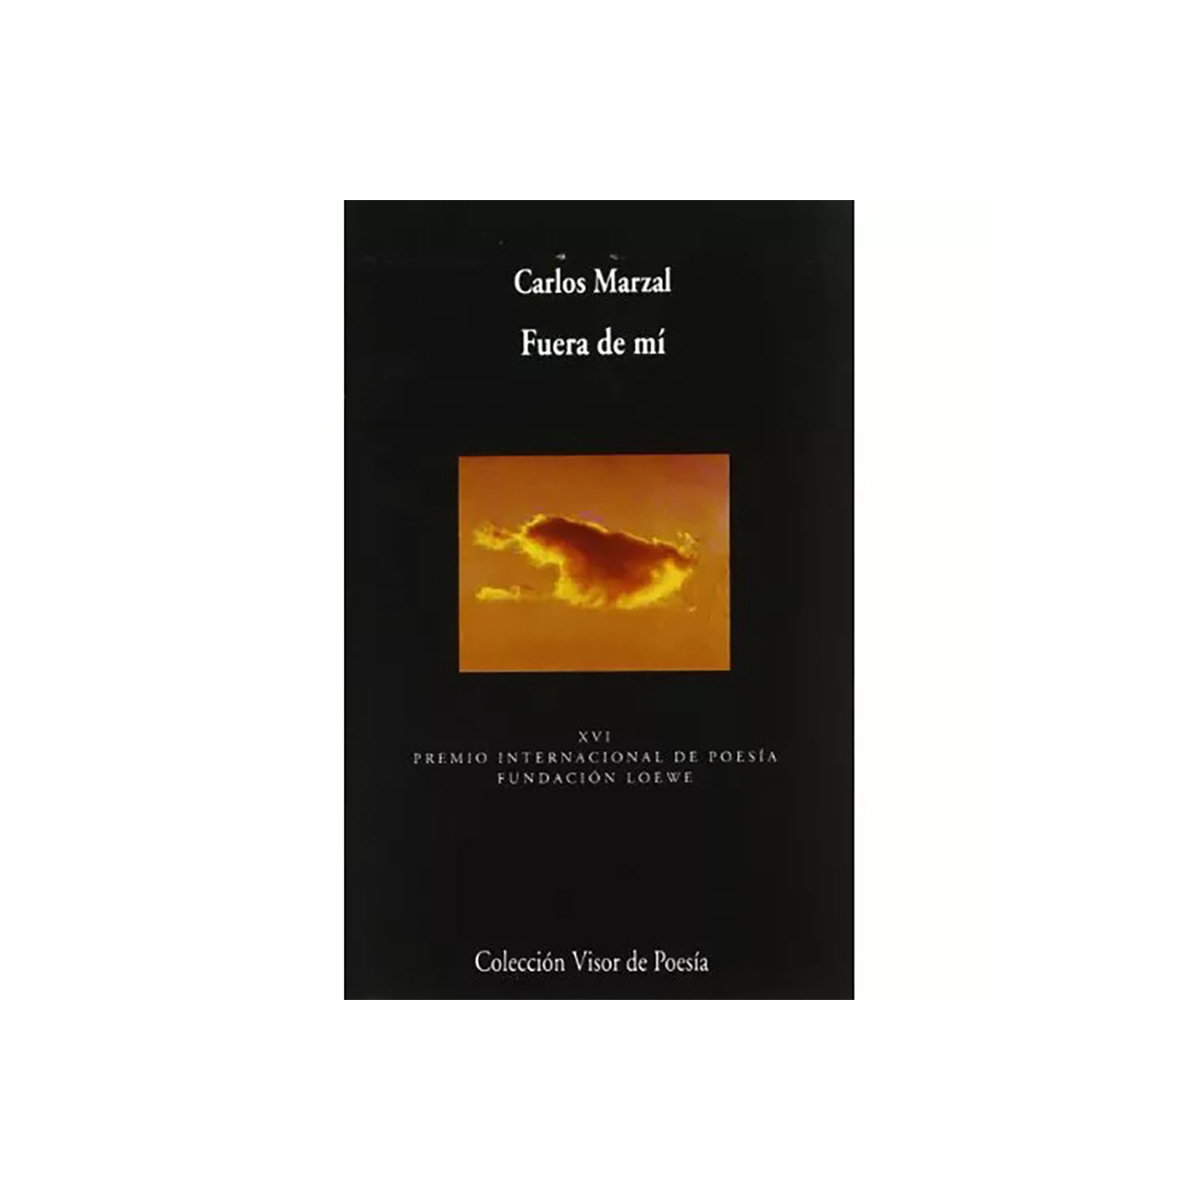 Carlos Marzal
Fuera de mí
XVI
PREMIO INTERNACIONAL DE POESÍA
FUNDACIÓN LOEWE
Colección Visor de Poesía